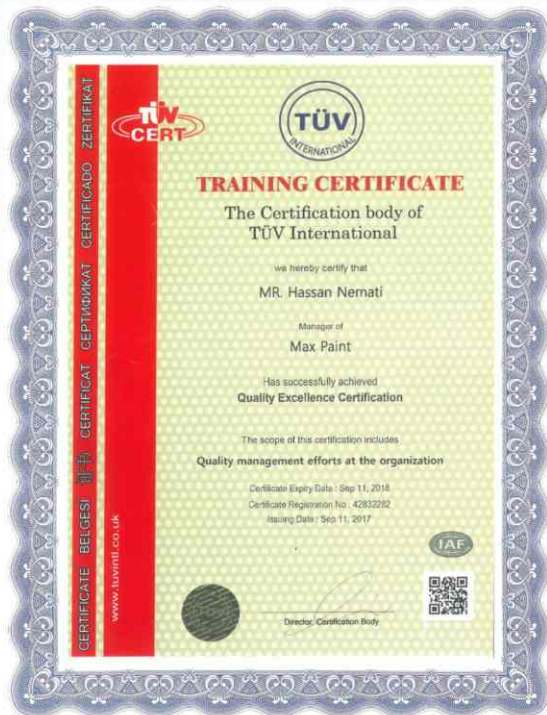 TÜV
CERT
TÜV
INTERNATIONAL
TRAINING CERTIFICATE
The Certification body of
TÜV International
we hereby certify that
MR. Hassan Nemati
Manager of
Max Paint
Has successfully achieved
Quality Excellence Certification
The scope of this certification includes
Quality management efforts at the organization
Certificate Expiry Date : Sep 11, 2018
Certificate Registration No : 42832282
Issuing Date : Sep 11, 2017
IAF
Director, Certification Body
www.tuvintl.co.uk
CERTIFICATE BELGESI CERTIFICAT СЕРТИФИКАТ CERTIFICADO ZERTIFIKAT